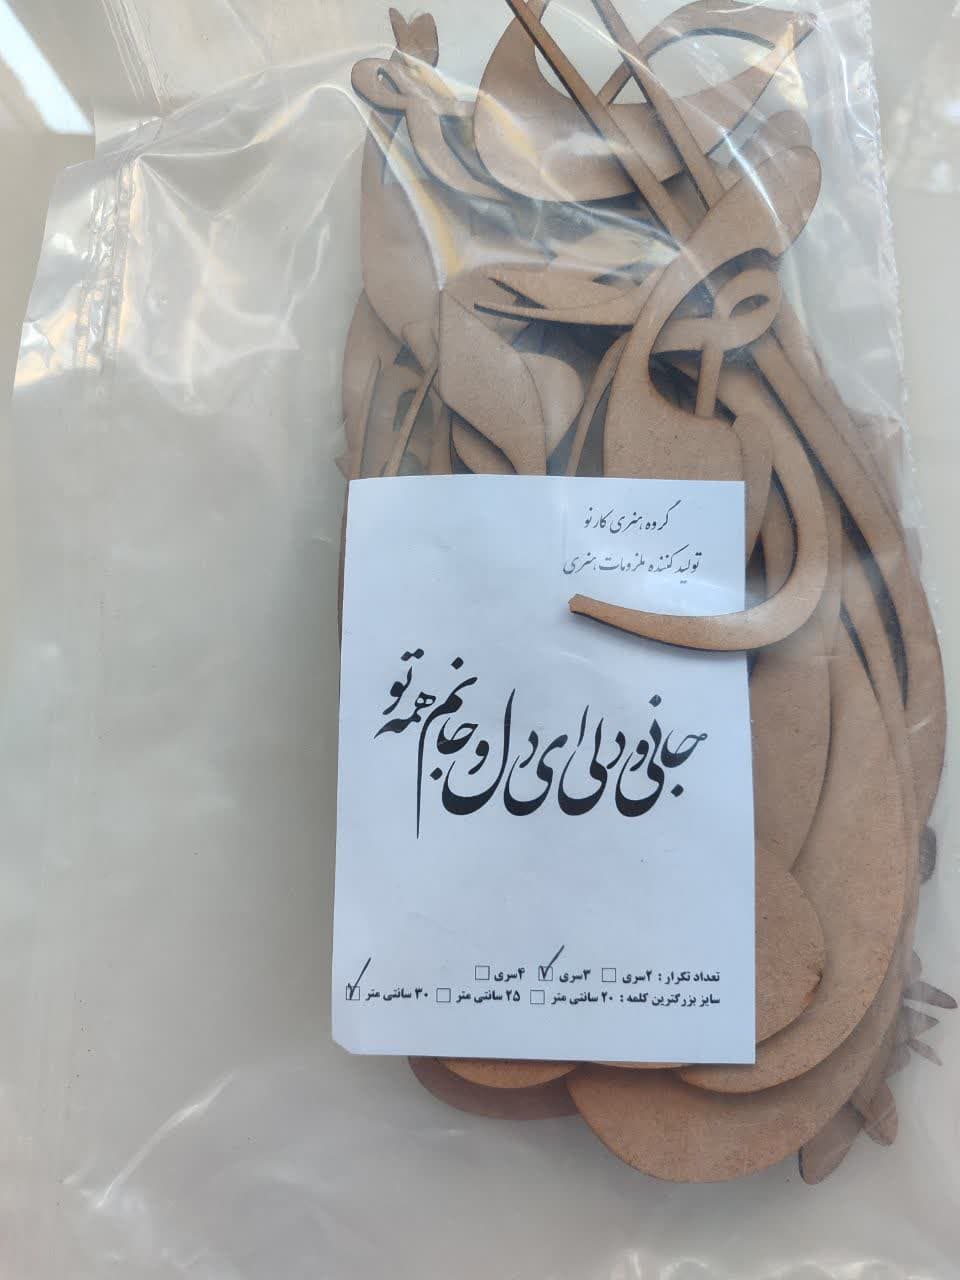 گروه هنری کارنو
تولید کننده ملزومات هنری
جانی و دلی ای دل و جانم همه تو
تعداد تکرار : ۲سری ☐ ۳سری ☑ ۴سری ☐
سایز بزرگترین کلمه : ۲۰ سانتی متر ☐ ۲۵ سانتی متر ☐ ۳۰ سانتی متر ☑